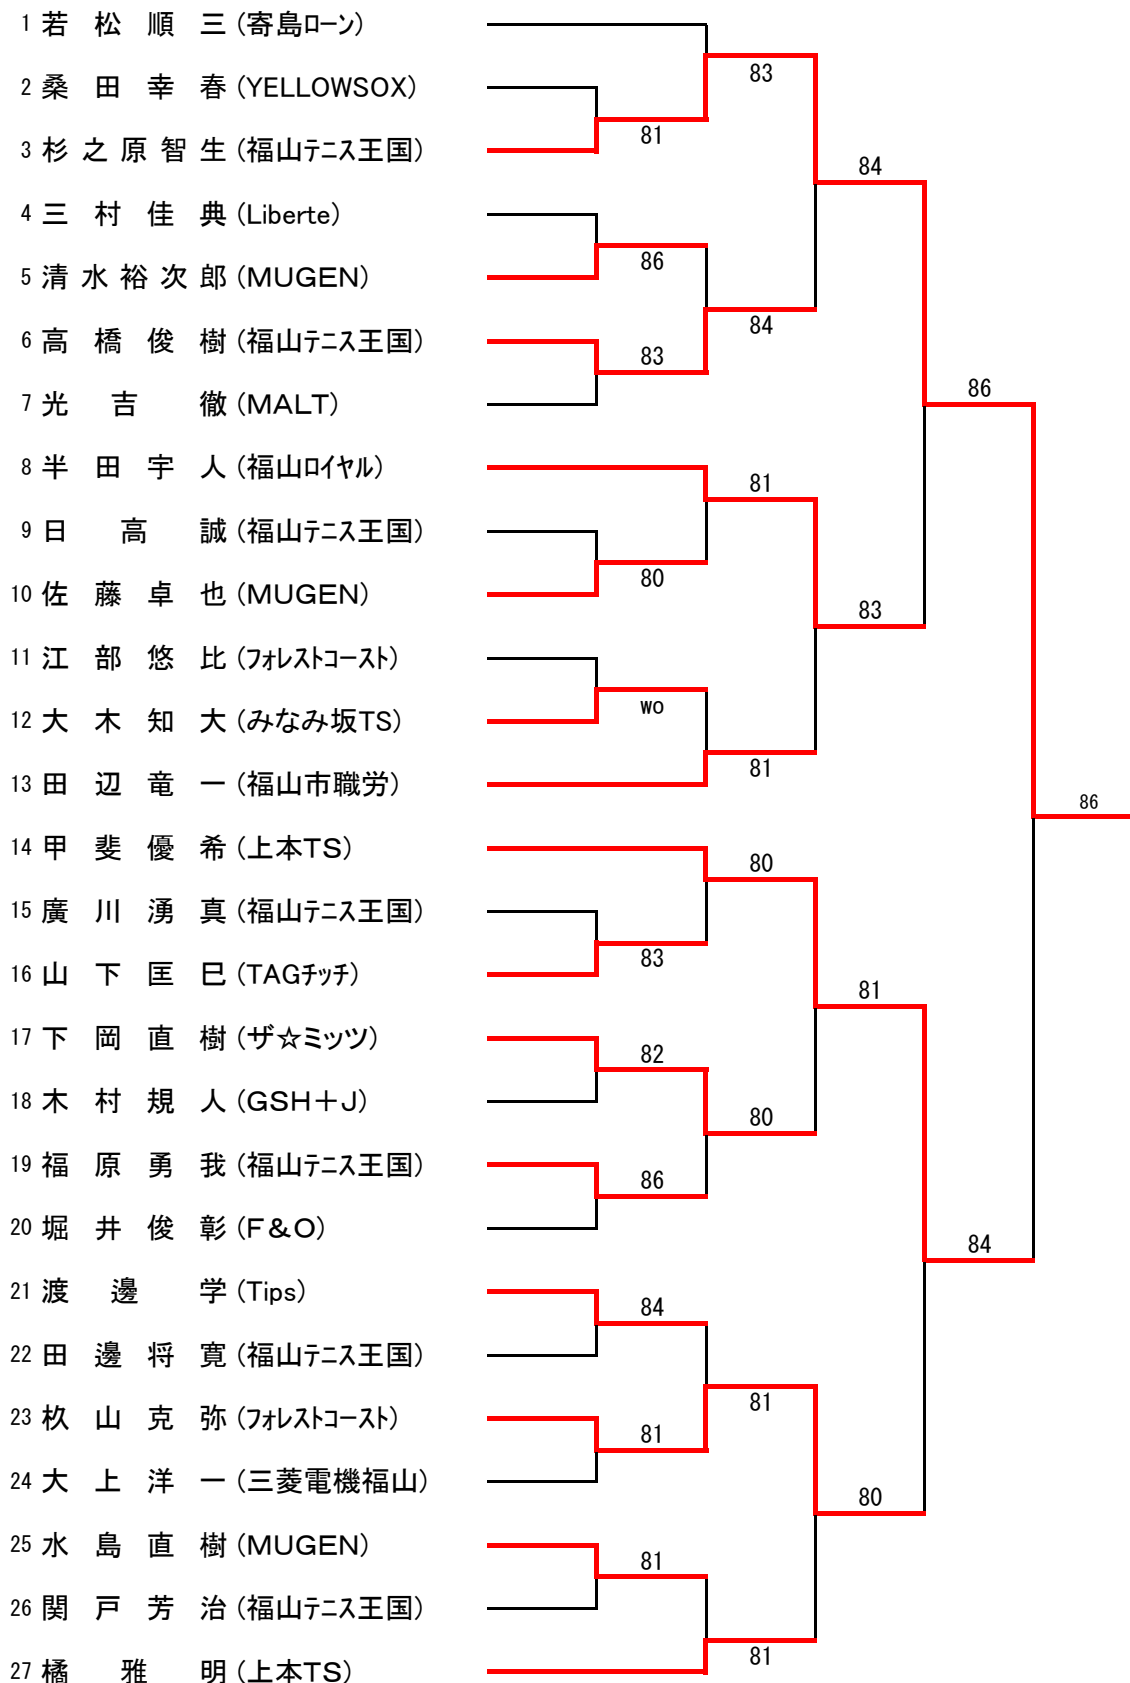 1 若松順三 (寄島ローン)
83
2 桑田幸春 (YELLOWSOX)
81
3 杉之原智生 (福山テニス王国)
84
4 三村佳典 (Liberte)
86
5 清水裕次郎 (MUGEN)
84
6 高橋俊樹 (福山テニス王国)
83
86
7 光吉徹 (MALT)
8 半田宇人 (福山ロイヤル)
81
9 日高誠 (福山テニス王国)
80
10 佐藤卓也 (MUGEN)
83
11 江部悠比 (フォレストコースト)
wo
12 大木知大 (みなみ坂TS)
81
13 田辺竜一 (福山市職労)
86
14 甲斐優希 (上本TS)
80
15 廣川湧真 (福山テニス王国)
83
16 山下匡巳 (TAGチッチ)
81
17 下岡直樹 (ザ☆ミッツ)
82
18 木村規人 (GSH+J)
80
19 福原勇我 (福山テニス王国)
86
20 堀井俊彰 (F&O)
84
21 渡邊学 (Tips)
84
22 田邊将寛 (福山テニス王国)
81
23 杦山克弥 (フォレストコースト)
81
24 大上洋一 (三菱電機福山)
80
25 水島直樹 (MUGEN)
81
26 関戸芳治 (福山テニス王国)
81
27 橘雅明 (上本TS)